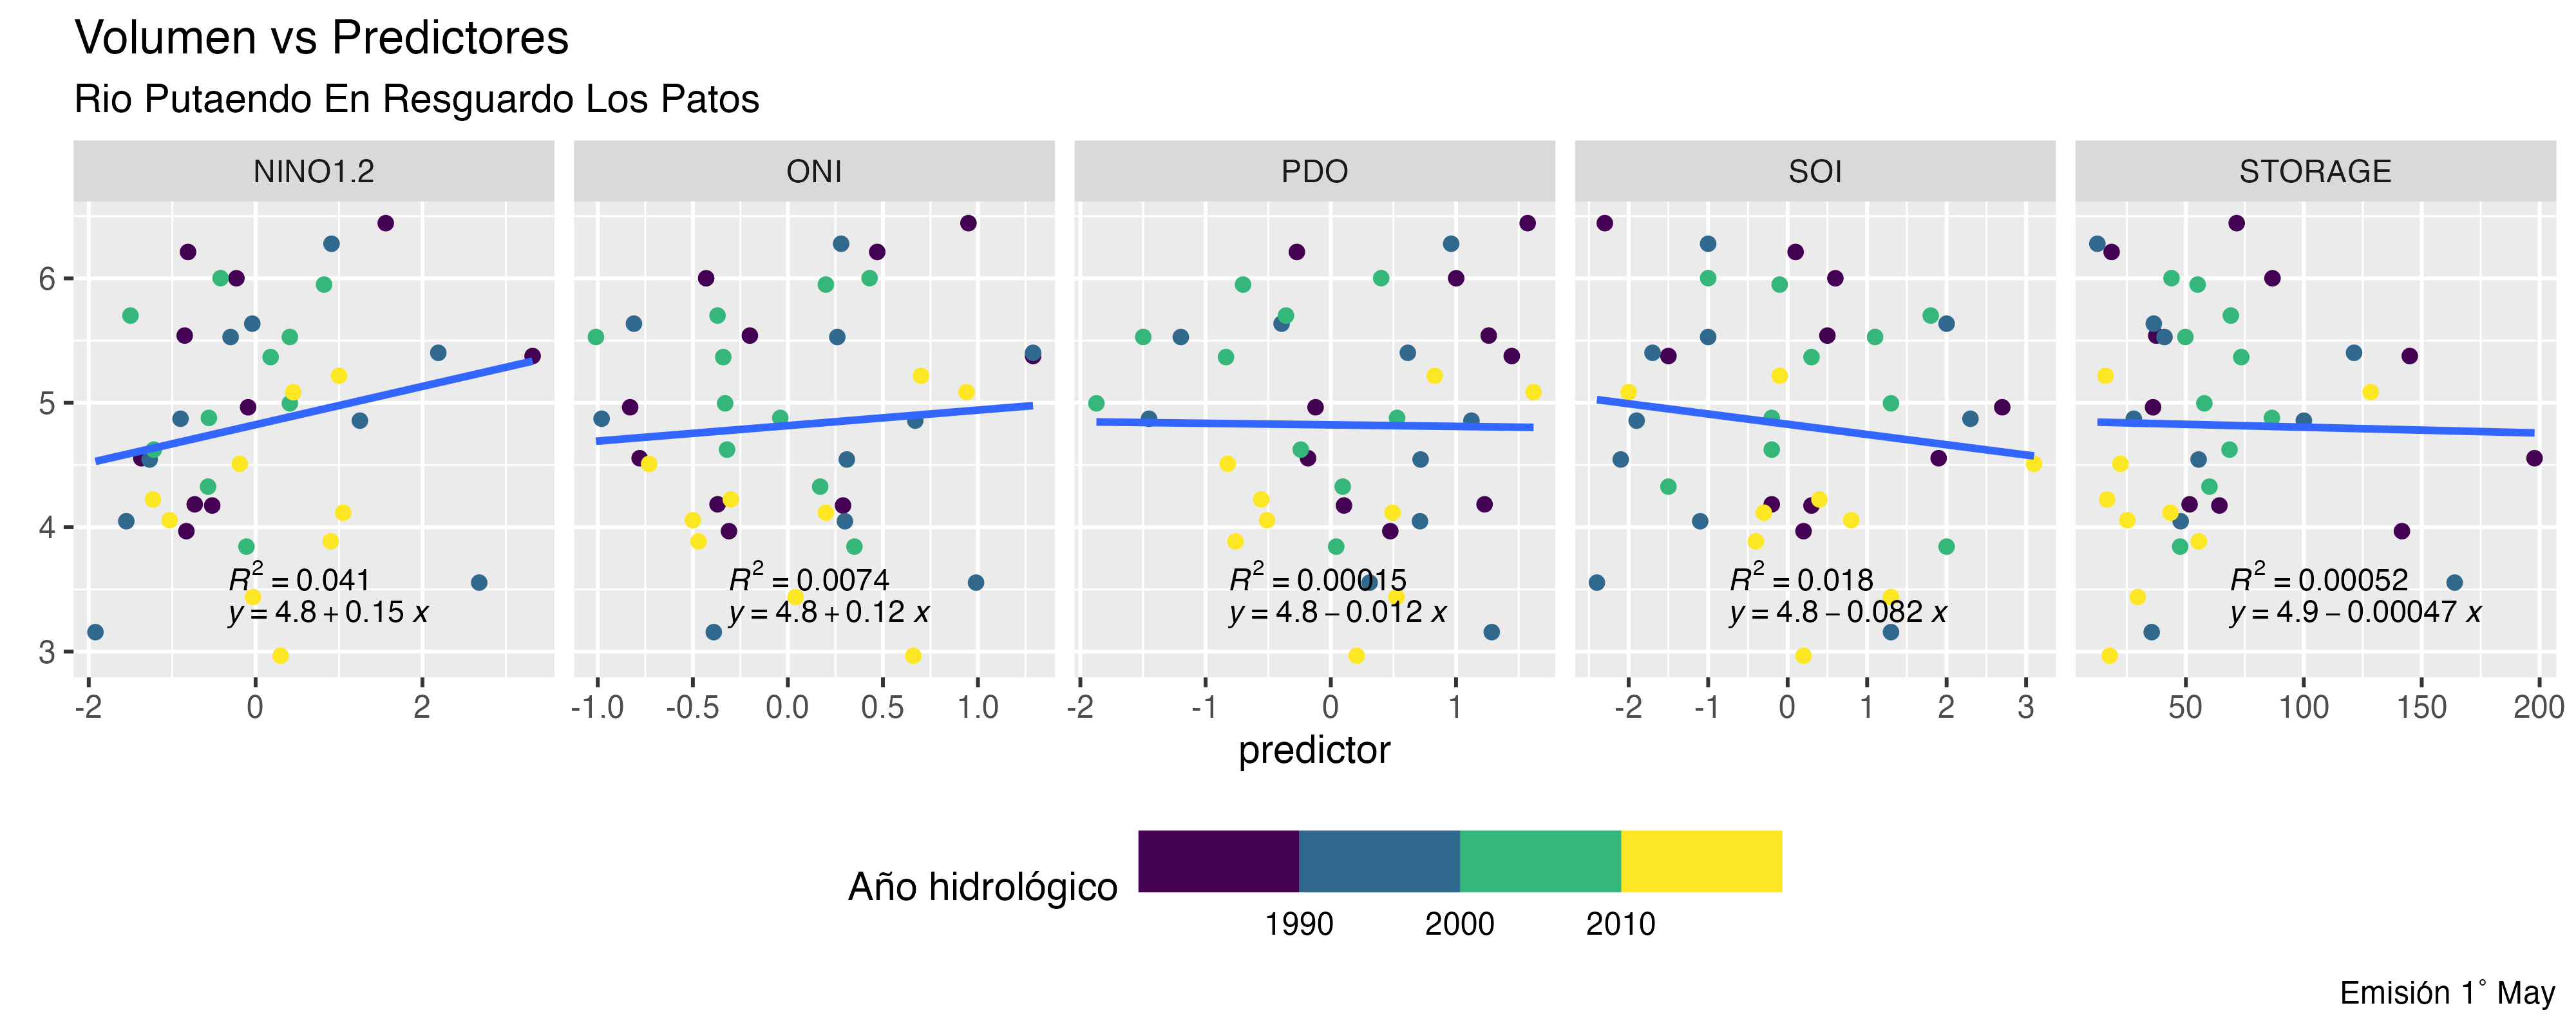 Volumen vs Predictores
Rio Putaendo En Resguardo Los Patos
NINO1.2 ONI PDO SOI STORAGE
6
5
4
3
R² = 0.041 R² = 0.0074 R² = 0.00015 R² = 0.018 R² = 0.00052
y = 4.8 + 0.15 x y = 4.8 + 0.12 x y = 4.8 − 0.012 x y = 4.8 − 0.082 x y = 4.9 − 0.00047 x
-2 0 2 -1.0 -0.5 0.0 0.5 1.0 -2 -1 0 1 -2 -1 0 1 2 3 50 100 150 200
predictor
Año hidrológico
1990 2000 2010
Emisión 1° May